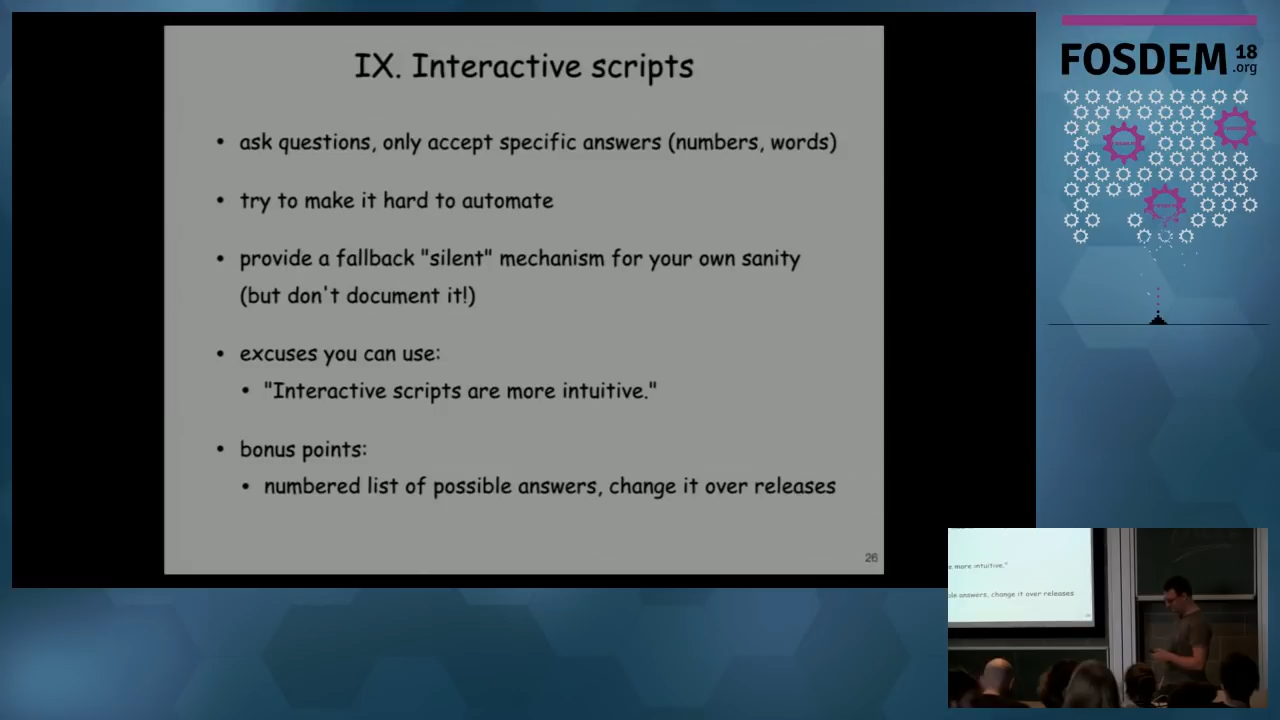 IX. Interactive scripts
• ask questions, only accept specific answers (numbers, words)
• try to make it hard to automate
• provide a fallback "silent" mechanism for your own sanity
(but don't document it!)
• excuses you can use:
• "Interactive scripts are more intuitive."
• bonus points:
• numbered list of possible answers, change it over releases
26
FOSDEM 18
.org
e more intuitive."
ble answers, change it over releases